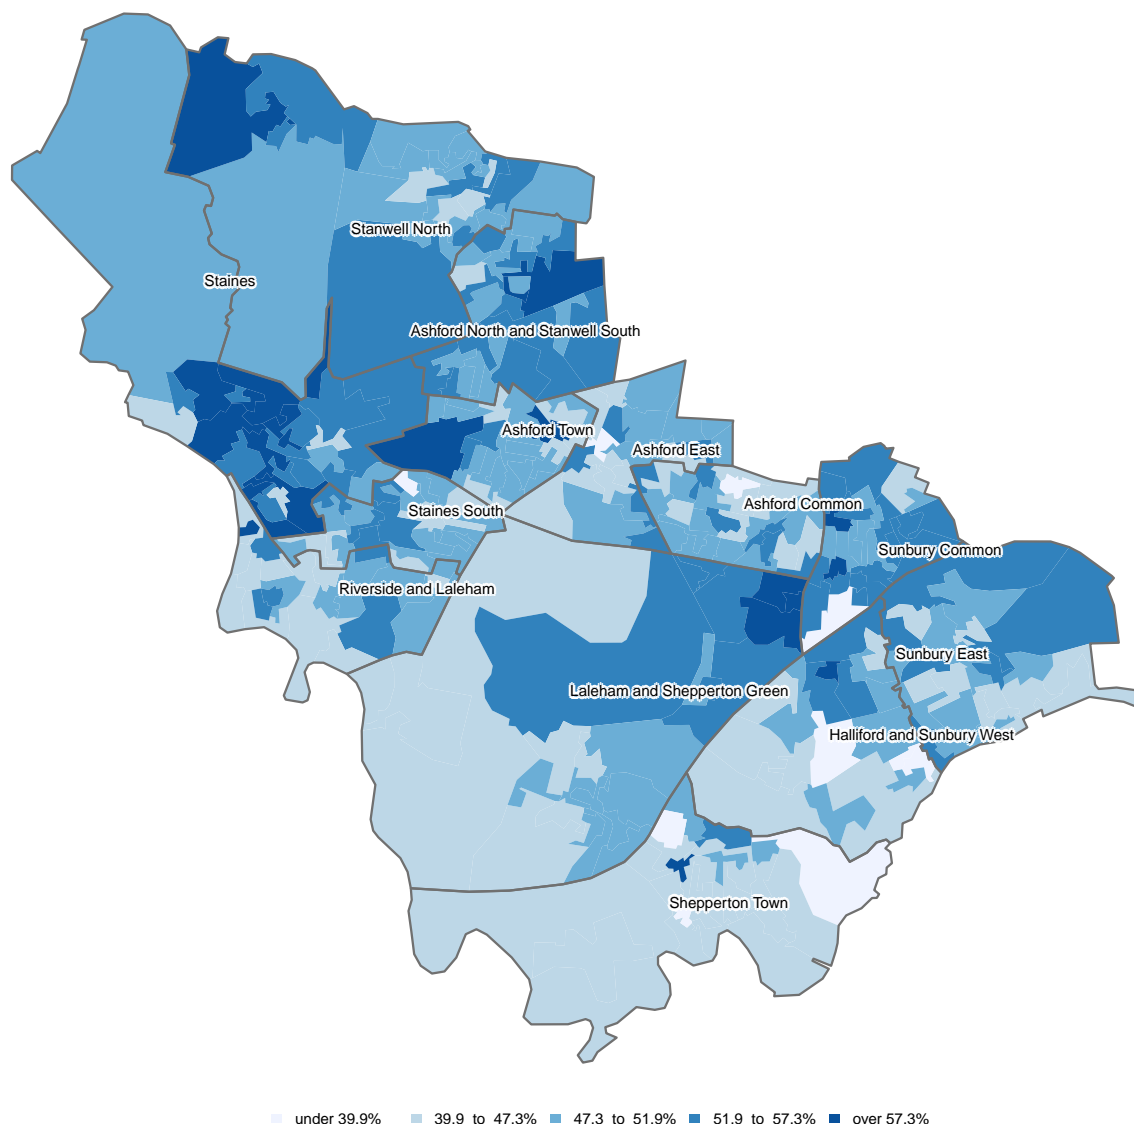 Stanwell North
Staines
Ashford North and Stanwell South
Ashford Town
Ashford East
Ashford Common
Staines South
Sunbury Common
Riverside and Laleham
Sunbury East
Laleham and Shepperton Green
Halliford and Sunbury West
Shepperton Town
under 39.9% 39.9 to 47.3% 47.3 to 51.9% 51.9 to 57.3% over 57.3%